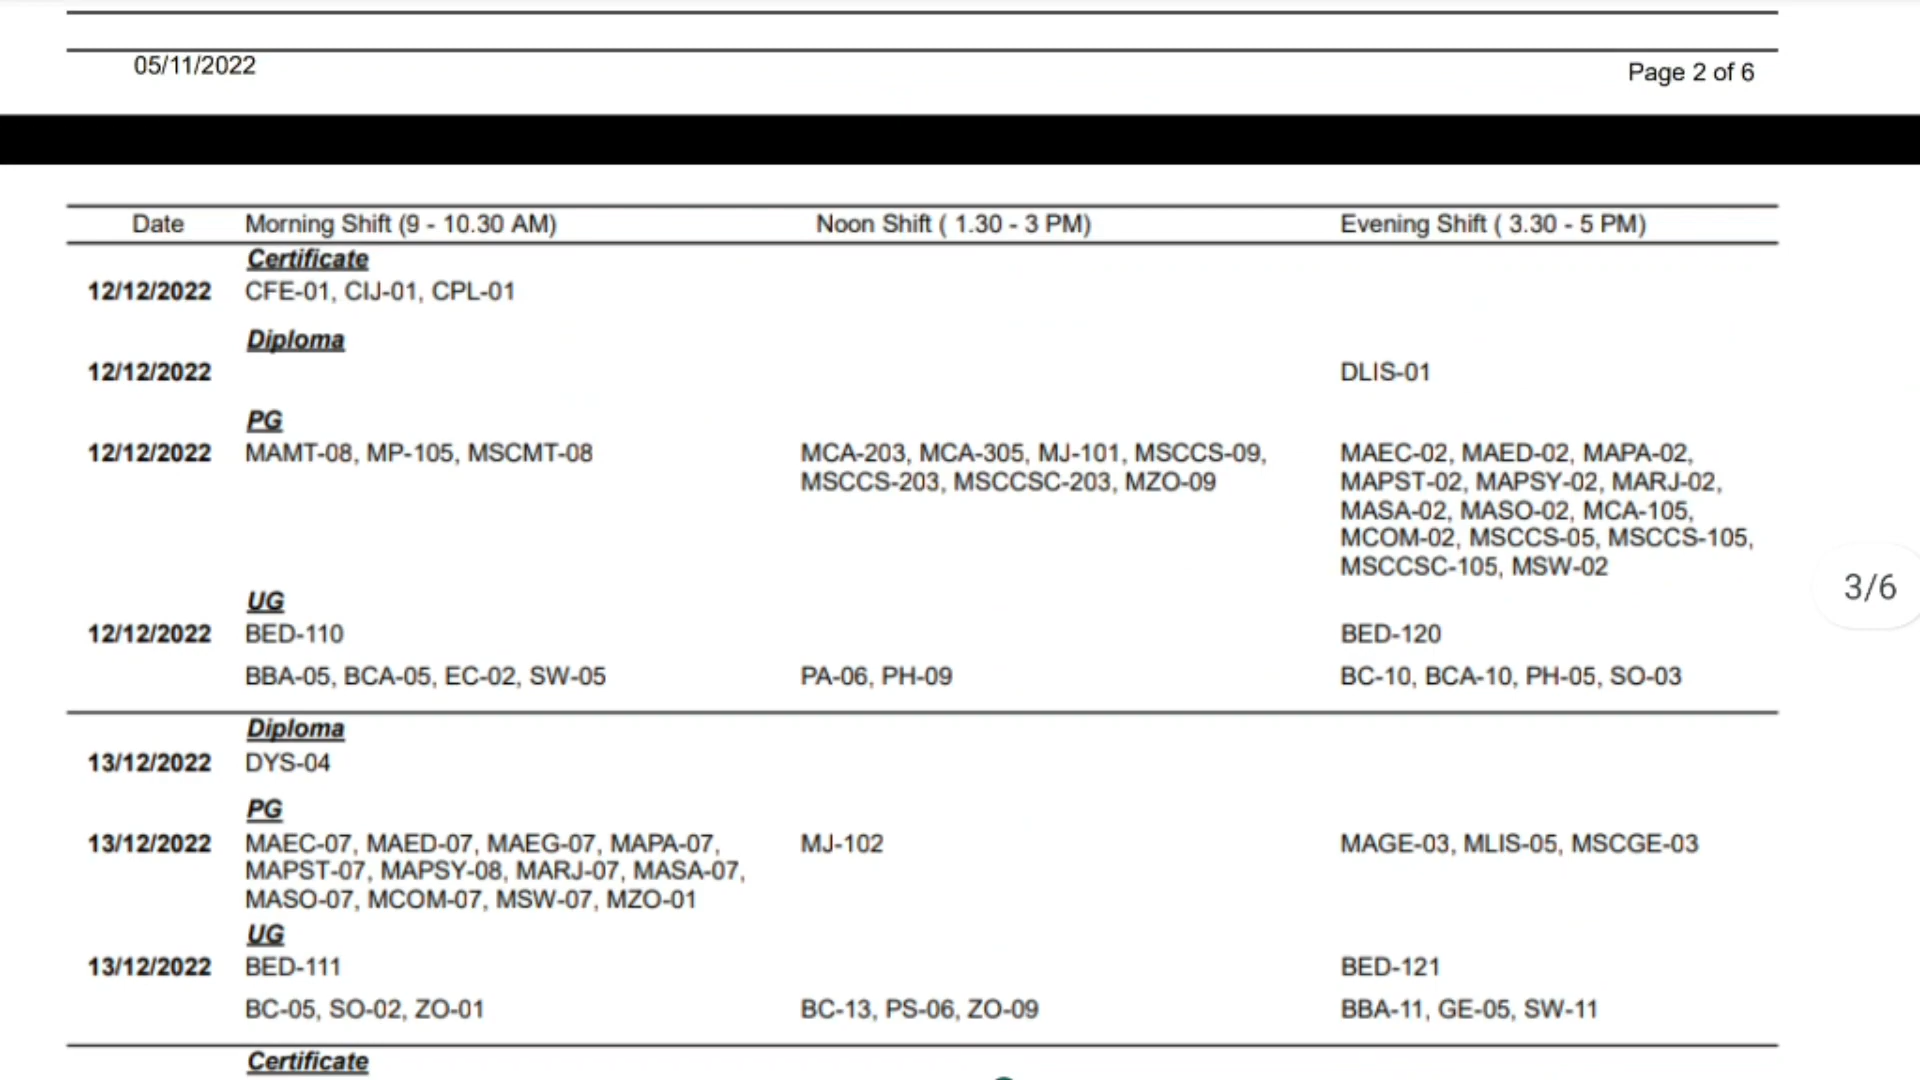 05/11/2022
Page 2 of 6
Date Morning Shift (9 - 10.30 AM) Noon Shift ( 1.30 - 3 PM) Evening Shift ( 3.30 - 5 PM)
Certificate
12/12/2022 CFE-01, CIJ-01, CPL-01
Diploma
12/12/2022 DLIS-01
PG
12/12/2022 MAMT-08, MP-105, MSCMT-08 MCA-203, MCA-305, MJ-101, MSCCS-09, MAEC-02, MAED-02, MAPA-02,
MSCCS-203, MSCCSC-203, MZO-09 MAPST-02, MAPSY-02, MARJ-02,
MASA-02, MASO-02, MCA-105,
MCOM-02, MSCCS-05, MSCCS-105,
MSCCSC-105, MSW-02
3/6
UG
12/12/2022 BED-110 BED-120
BBA-05, BCA-05, EC-02, SW-05 PA-06, PH-09 BC-10, BCA-10, PH-05, SO-03
Diploma
13/12/2022 DYS-04
PG
13/12/2022 MAEC-07, MAED-07, MAEG-07, MAPA-07, MJ-102 MAGE-03, MLIS-05, MSCGE-03
MAPST-07, MAPSY-08, MARJ-07, MASA-07,
MASO-07, MCOM-07, MSW-07, MZO-01
UG
13/12/2022 BED-111 BED-121
BC-05, SO-02, ZO-01 BC-13, PS-06, ZO-09 BBA-11, GE-05, SW-11
Certificate